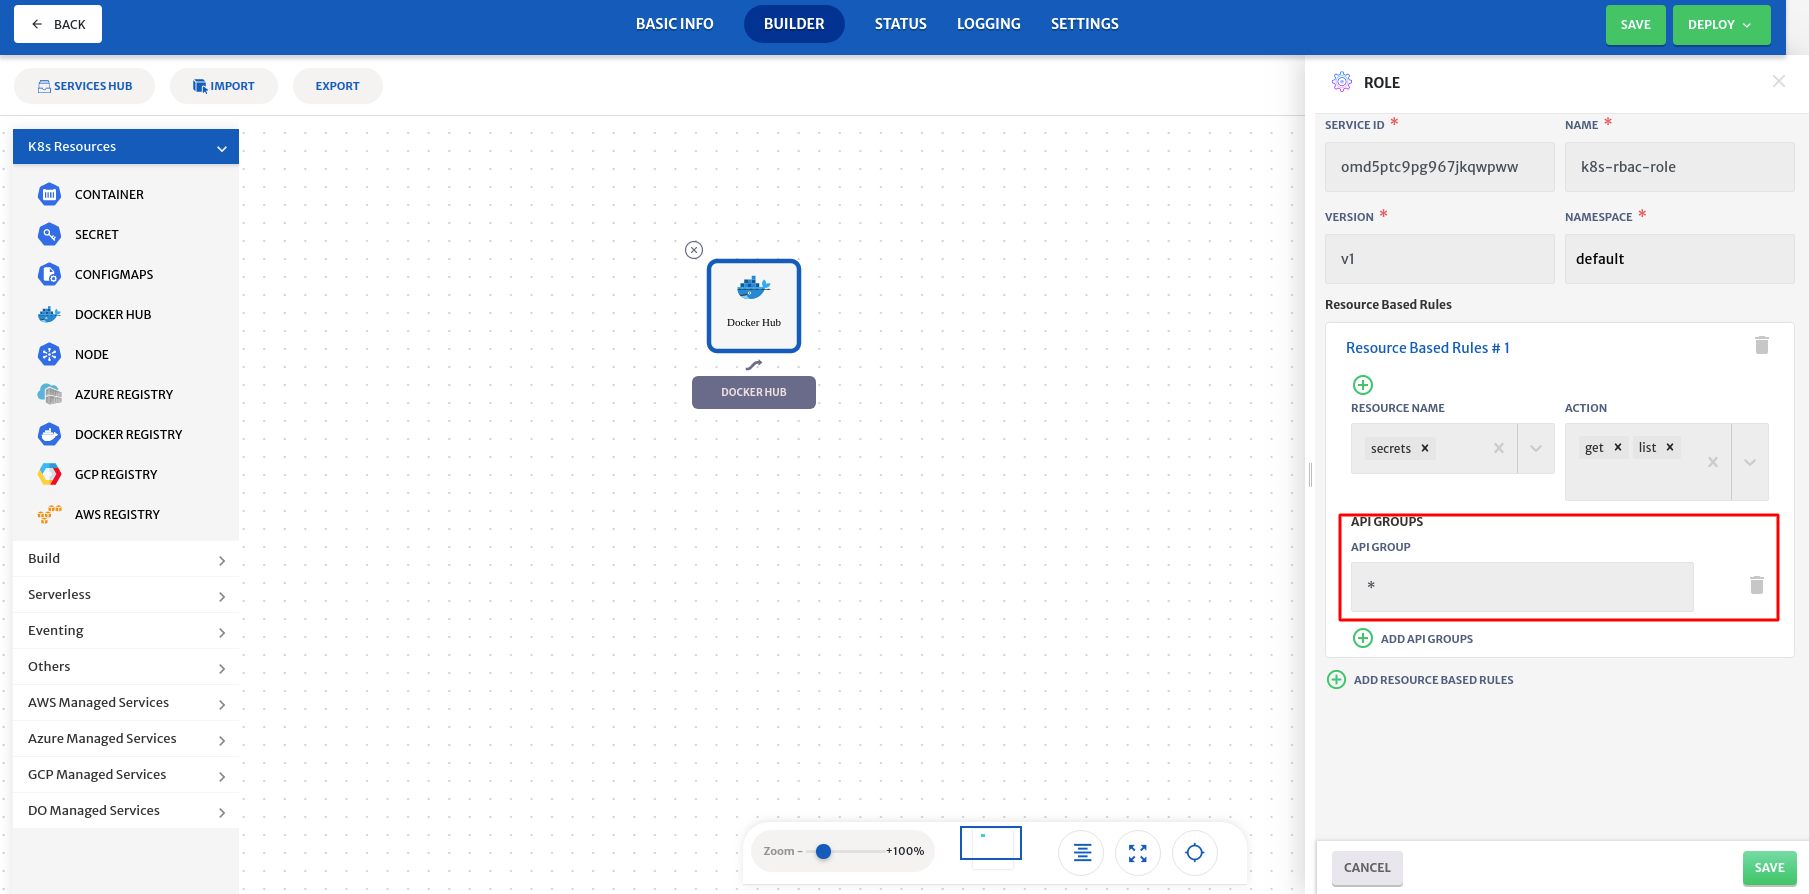 BACK
BASIC INFO
BUILDER
STATUS
LOGGING
SETTINGS
SAVE
DEPLOY
SERVICES HUB
IMPORT
EXPORT
K8s Resources
CONTAINER
SECRET
CONFIGMAPS
DOCKER HUB
NODE
AZURE REGISTRY
DOCKER REGISTRY
GCP REGISTRY
AWS REGISTRY
Build
Serverless
Eventing
Others
AWS Managed Services
Azure Managed Services
GCP Managed Services
DO Managed Services
Docker Hub
DOCKER HUB
Zoom - +100%
ROLE
SERVICE ID *
NAME *
omd5ptc9pg967jkqwpww
k8s-rbac-role
VERSION *
NAMESPACE *
v1
default
Resource Based Rules
Resource Based Rules # 1
RESOURCE NAME
ACTION
secrets
get
list
API GROUPS
API GROUP
*
ADD API GROUPS
ADD RESOURCE BASED RULES
CANCEL
SAVE